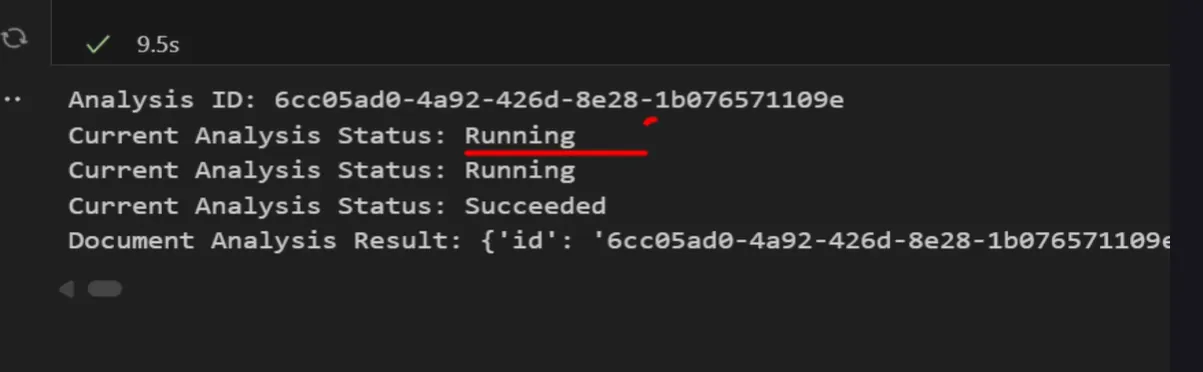 9.5s
Analysis ID: 6cc05ad0-4a92-426d-8e28-1b076571109e
Current Analysis Status: Running
Current Analysis Status: Running
Current Analysis Status: Succeeded
Document Analysis Result: {'id': '6cc05ad0-4a92-426d-8e28-1b076571109e